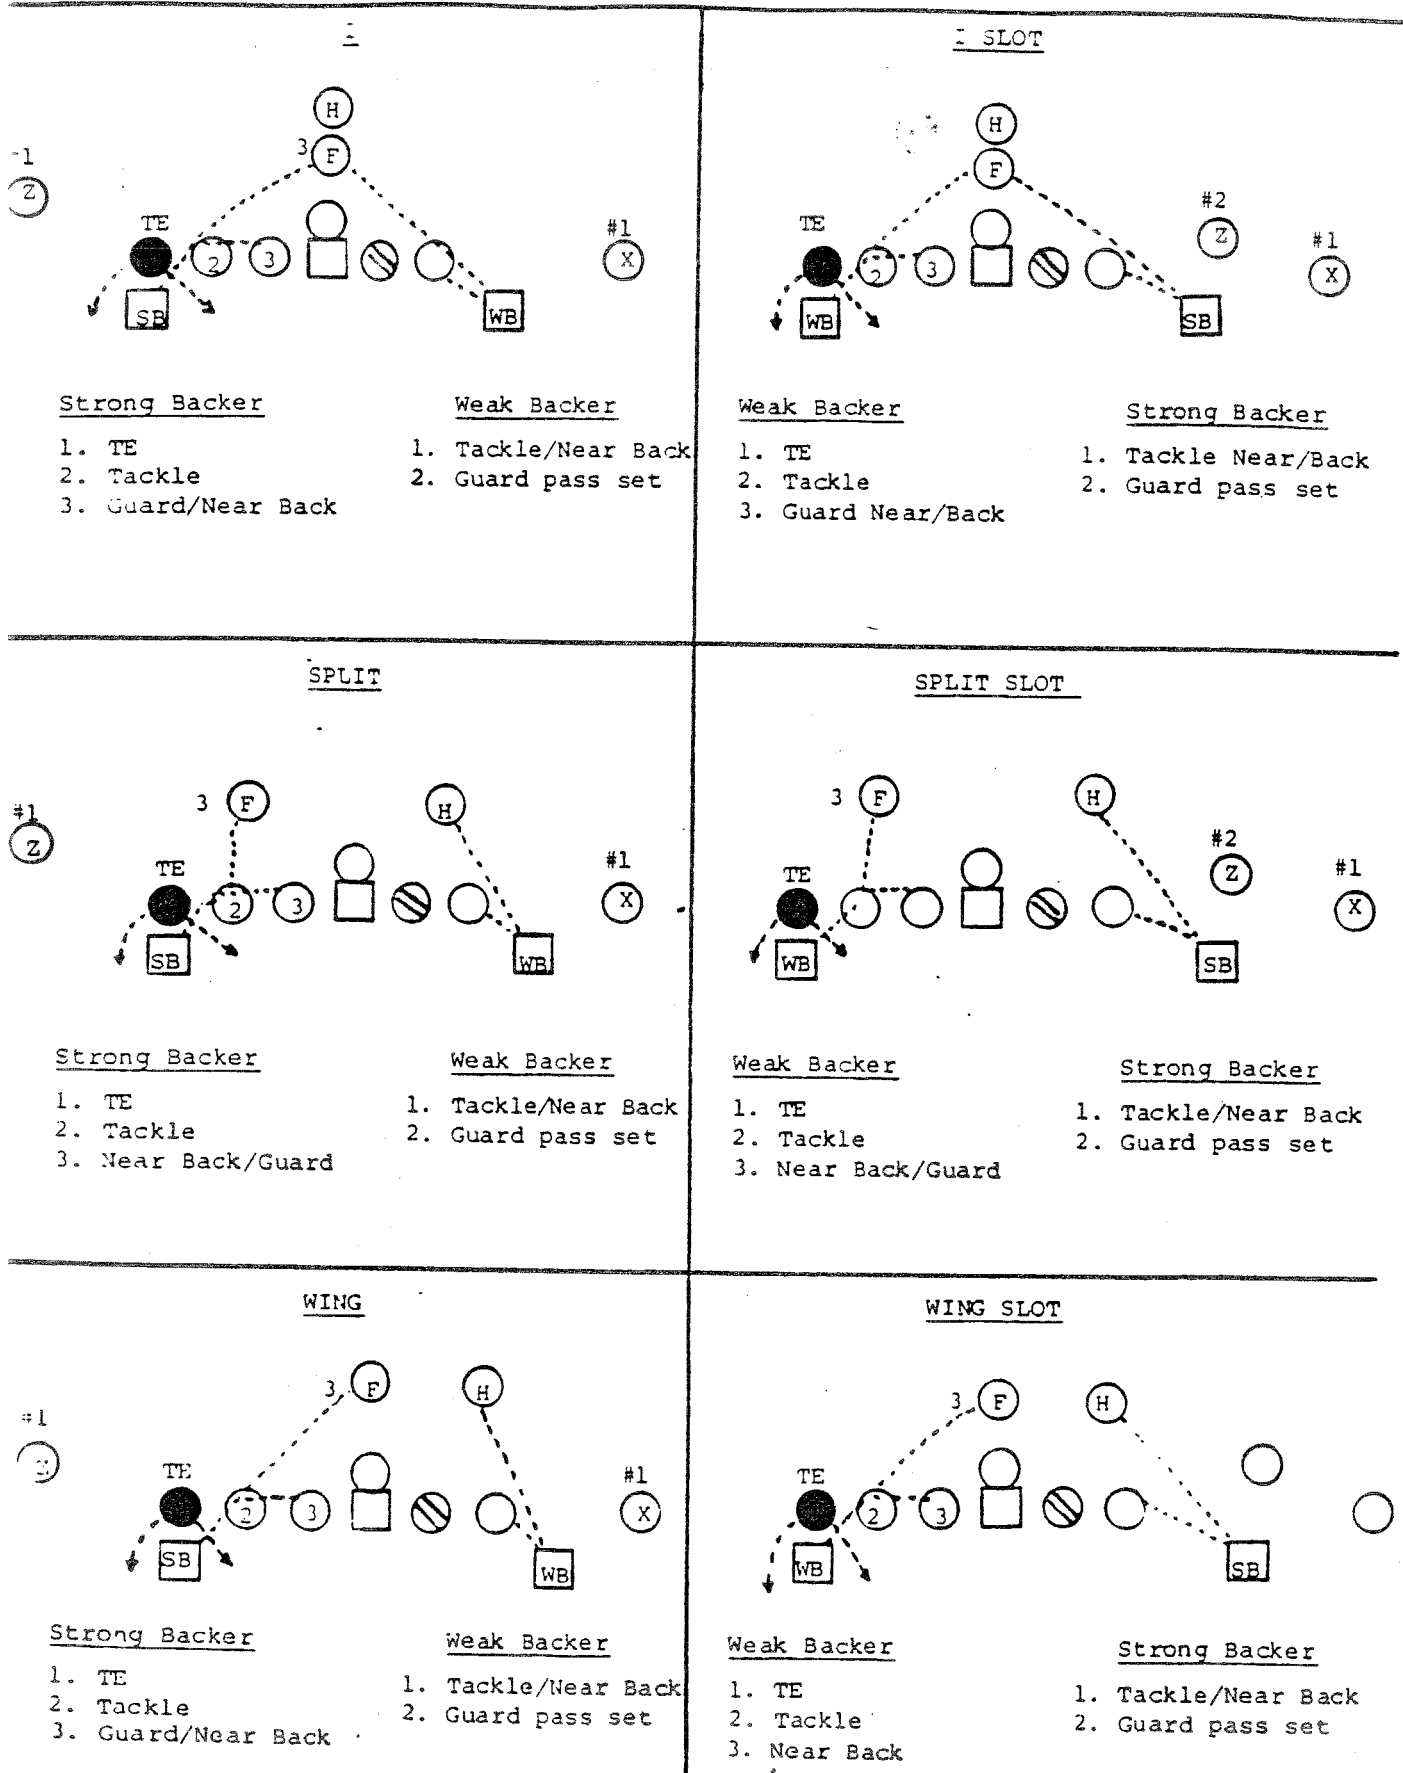 I SLOT
H
3
F
-1
Z
TE
2
3
#1
X
SB
WB
Strong Backer
1. TE
2. Tackle
3. Guard/Near Back
Weak Backer
1. Tackle/Near Back
2. Guard pass set
H
F
#2
Z
TE
2
3
#1
X
WB
SB
Weak Backer
1. TE
2. Tackle
3. Guard Near/Back
Strong Backer
1. Tackle Near/Back
2. Guard pass set
SPLIT
3
F
H
#1
Z
TE
2
3
#1
X
SB
WB
Strong Backer
1. TE
2. Tackle
3. Near Back/Guard
Weak Backer
1. Tackle/Near Back
2. Guard pass set
SPLIT SLOT
3
F
H
#2
Z
TE
#1
X
WB
SB
Weak Backer
1. TE
2. Tackle
3. Near Back/Guard
Strong Backer
1. Tackle/Near Back
2. Guard pass set
WING
3
F
H
#1
TE
2
3
#1
X
SB
WB
Strong Backer
1. TE
2. Tackle
3. Guard/Near Back
Weak Backer
1. Tackle/Near Back
2. Guard pass set
WING SLOT
3
F
H
TE
2
3
WB
SB
Weak Backer
1. TE
2. Tackle
3. Near Back
Strong Backer
1. Tackle/Near Back
2. Guard pass set